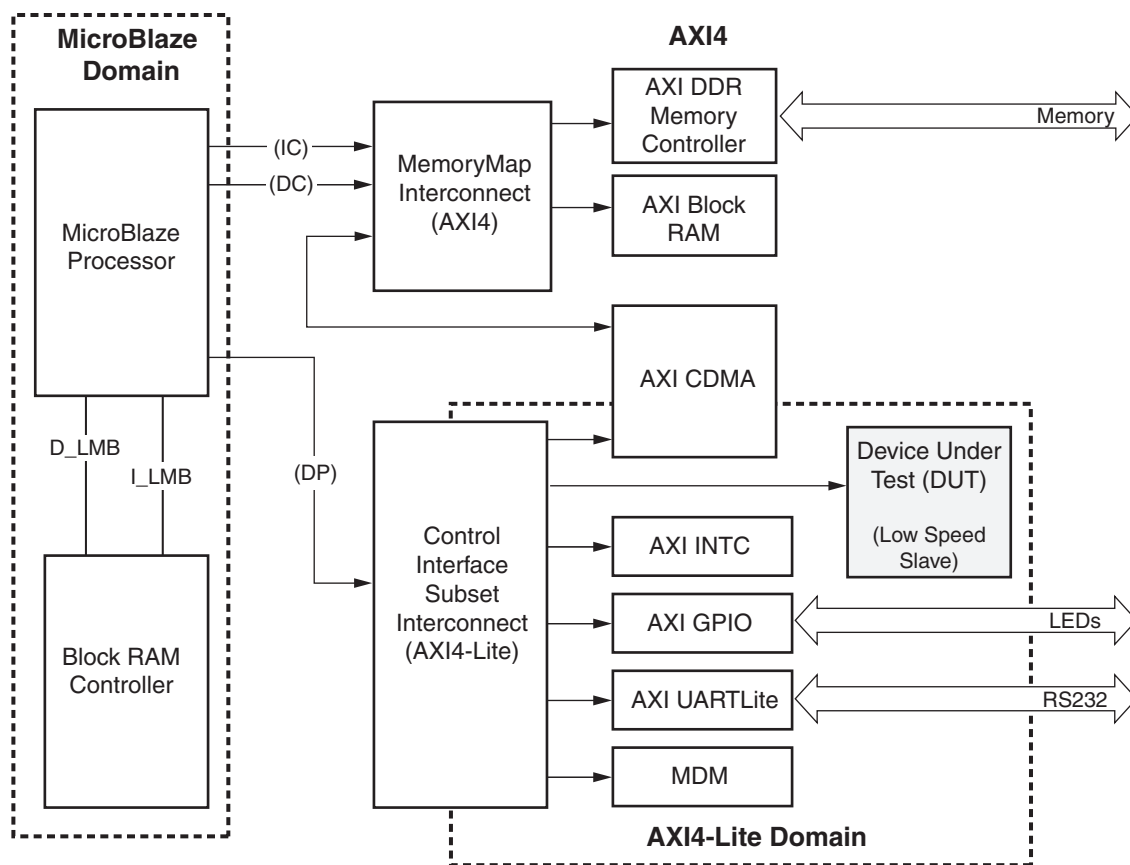 MicroBlaze
Domain
AXI4
MicroBlaze
Processor
(IC)
(DC)
MemoryMap
Interconnect
(AXI4)
AXI DDR
Memory
Controller
Memory
AXI Block
RAM
AXI CDMA
D_LMB
I_LMB
(DP)
Block RAM
Controller
Control
Interface
Subset
Interconnect
(AXI4-Lite)
Device Under
Test (DUT)
(Low Speed
Slave)
AXI INTC
AXI GPIO
LEDs
AXI UARTLite
RS232
MDM
AXI4-Lite Domain